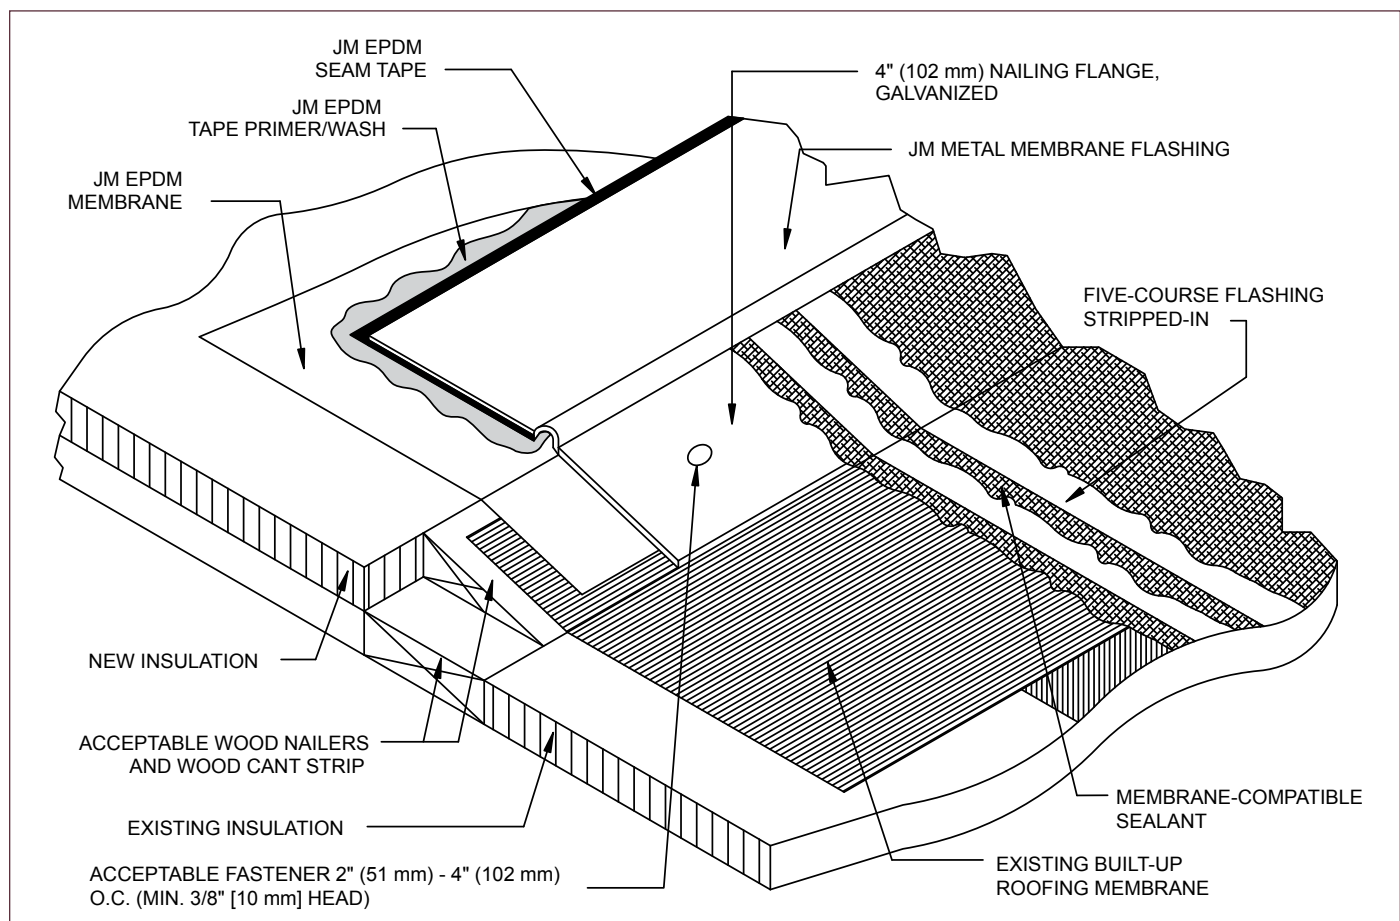 JM EPDM
SEAM TAPE
JM EPDM
TAPE PRIMER/WASH
JM EPDM
MEMBRANE
4" (102 mm) NAILING FLANGE,
GALVANIZED
JM METAL MEMBRANE FLASHING
FIVE-COURSE FLASHING
STRIPPED-IN
NEW INSULATION
ACCEPTABLE WOOD NAILERS
AND WOOD CANT STRIP
EXISTING INSULATION
ACCEPTABLE FASTENER 2" (51 mm) - 4" (102 mm)
O.C. (MIN. 3/8" [10 mm] HEAD)
MEMBRANE-COMPATIBLE
SEALANT
EXISTING BUILT-UP
ROOFING MEMBRANE